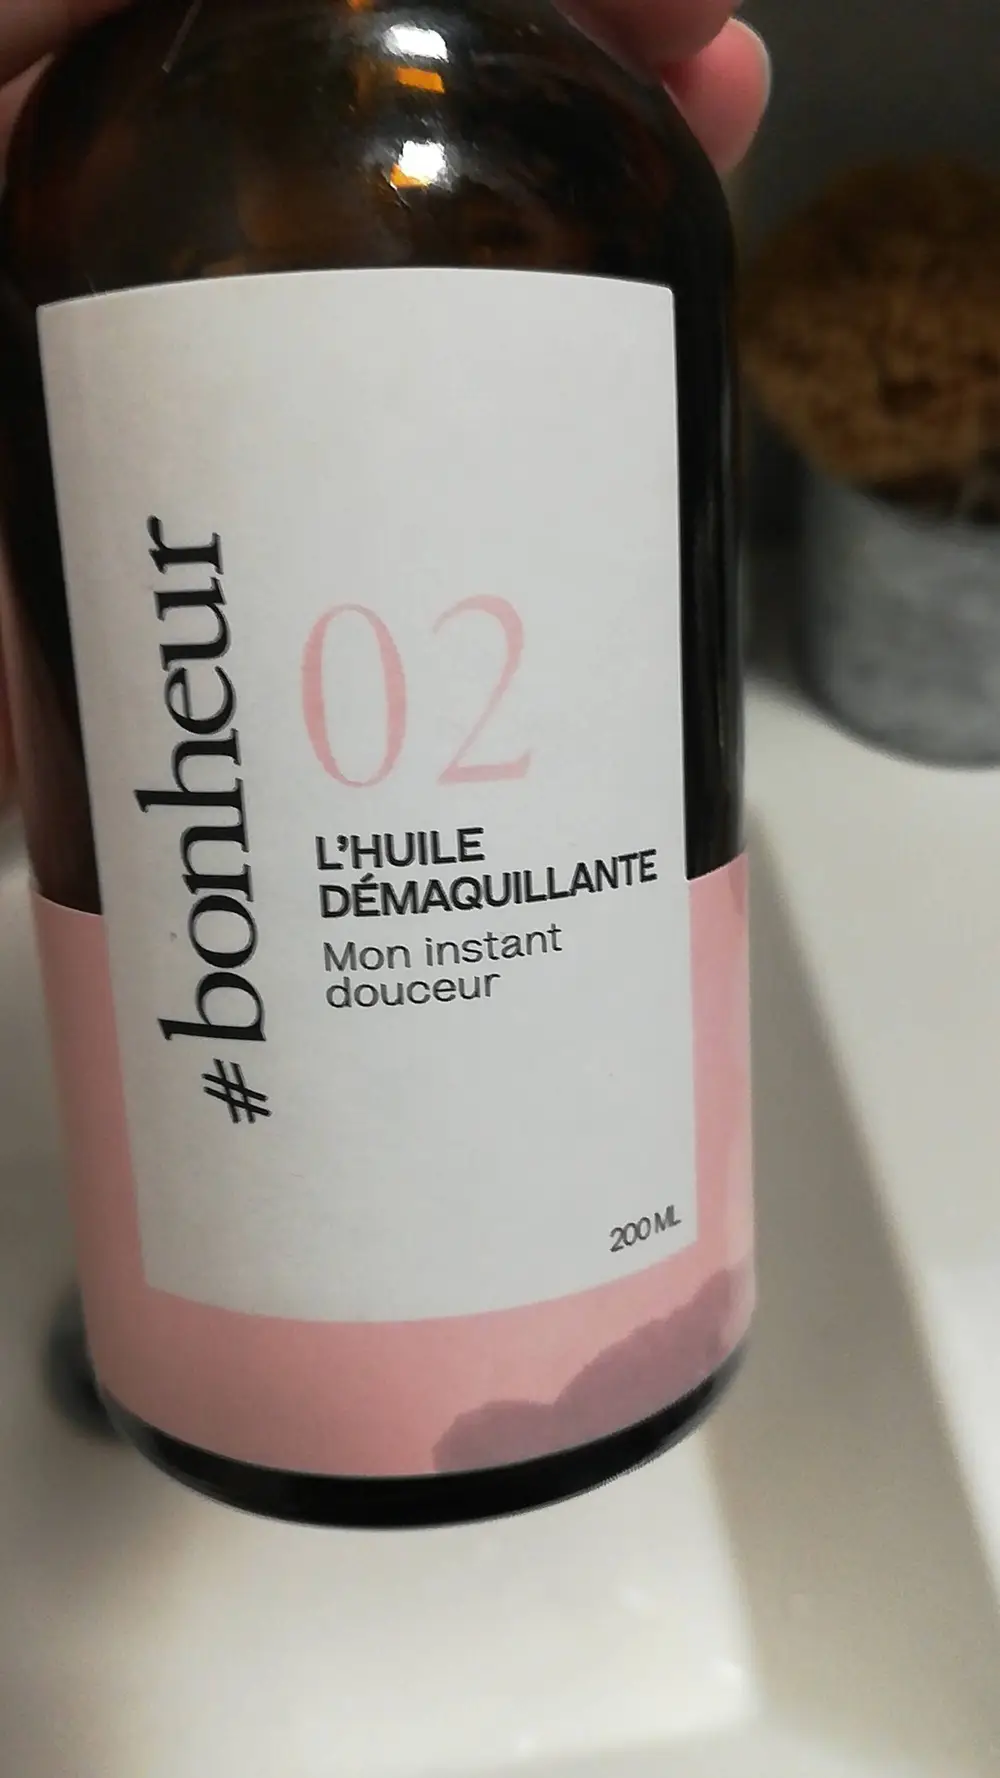 #bonheur
02
L'HUILE
DÉMAQUILLANTE
Mon instant
douceur
200 ML